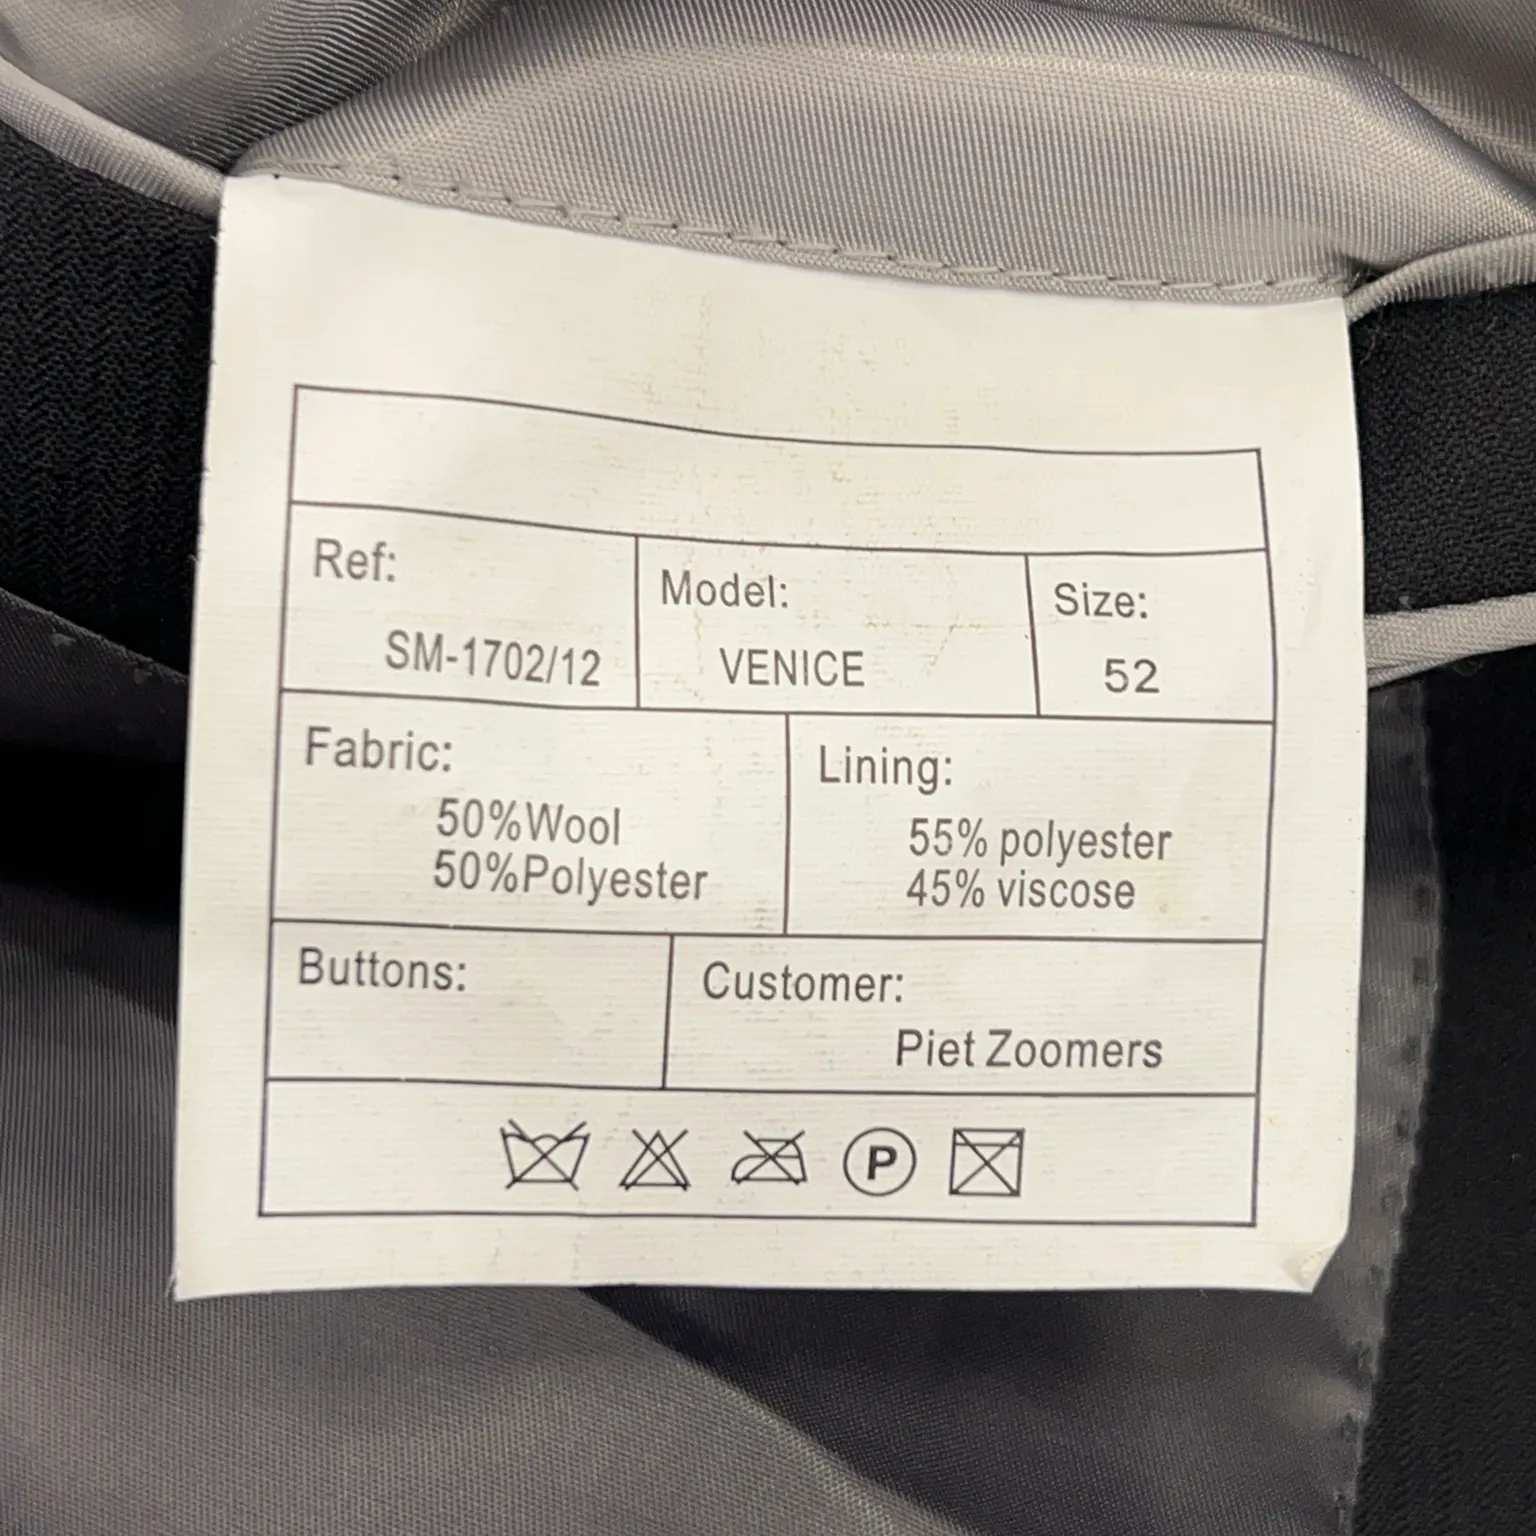 Ref: Model: Size:
SM-1702/12 VENICE 52
Fabric: Lining:
50%Wool 55% polyester
50%Polyester 45% viscose
Buttons: Customer:
Piet Zoomers
P